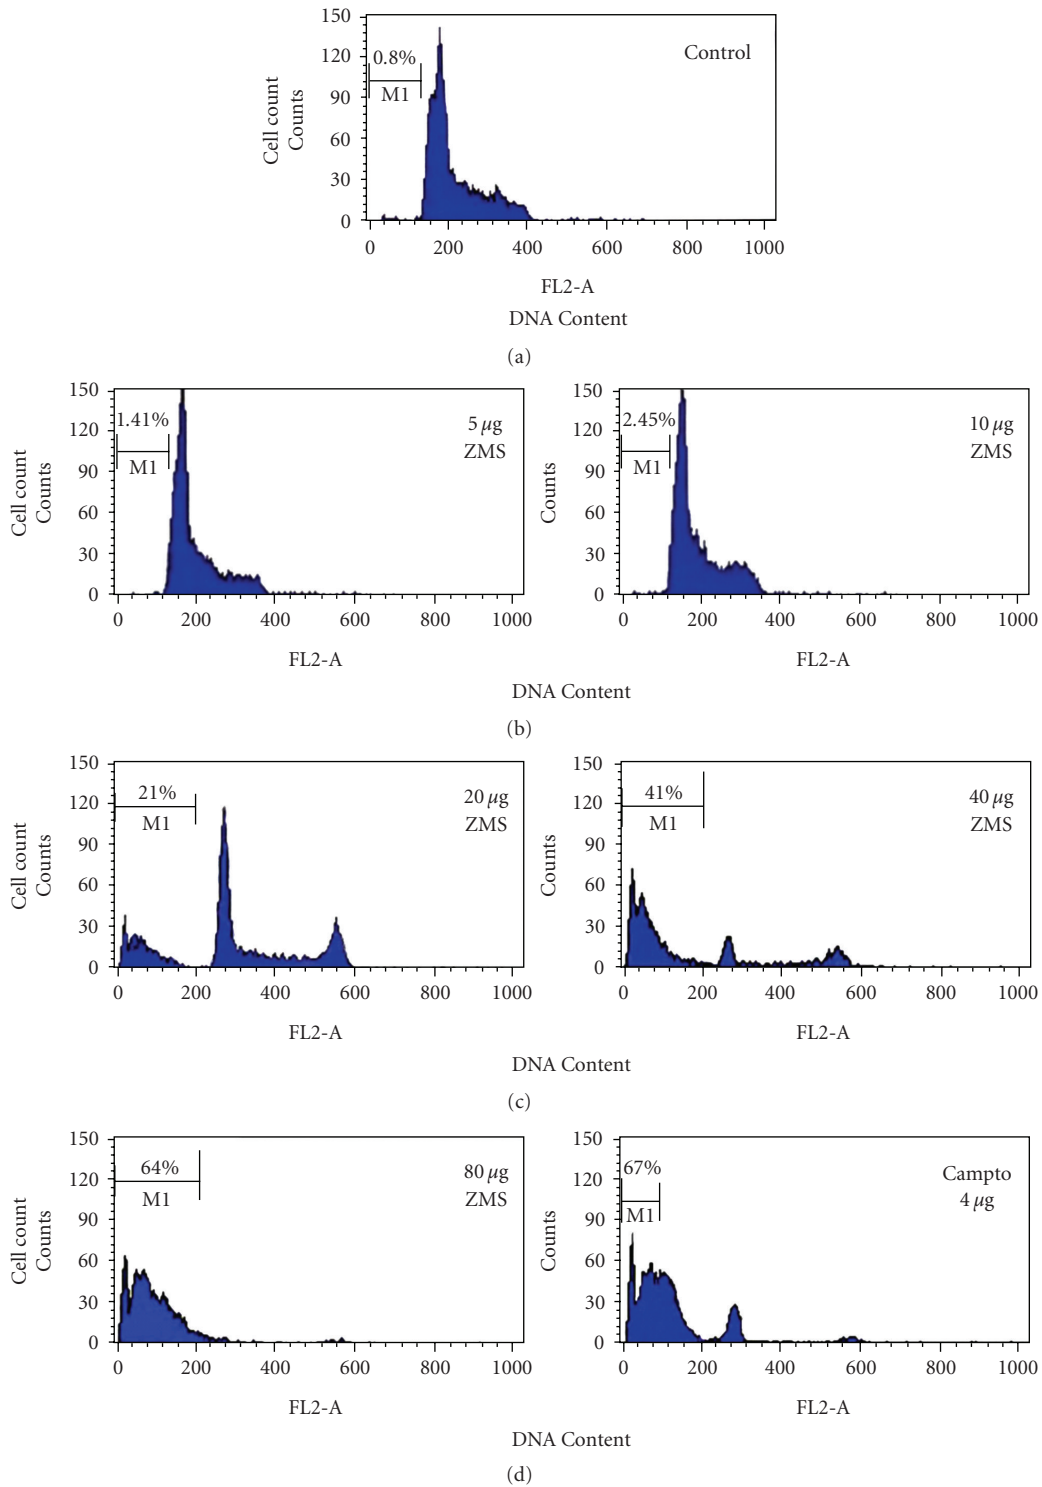 150
120
90
60
30
0
Cell count
Counts
0.8%
M1
Control
0 200 400 600 800 1000
FL2-A
DNA Content
(a)
150
120
90
60
30
0
Cell count
Counts
1.41%
M1
5 µg
ZMS
0 200 400 600 800 1000
FL2-A
150
120
90
60
30
0
Counts
2.45%
M1
10 µg
ZMS
0 200 400 600 800 1000
FL2-A
DNA Content
(b)
150
120
90
60
30
0
Cell count
Counts
21%
M1
20 µg
ZMS
0 200 400 600 800 1000
FL2-A
150
120
90
60
30
0
Counts
41%
M1
40 µg
ZMS
0 200 400 600 800 1000
FL2-A
DNA Content
(c)
150
120
90
60
30
0
Cell count
Counts
64%
M1
80 µg
ZMS
0 200 400 600 800 1000
FL2-A
150
120
90
60
30
0
Counts
67%
M1
Campto
4 µg
0 200 400 600 800 1000
FL2-A
DNA Content
(d)